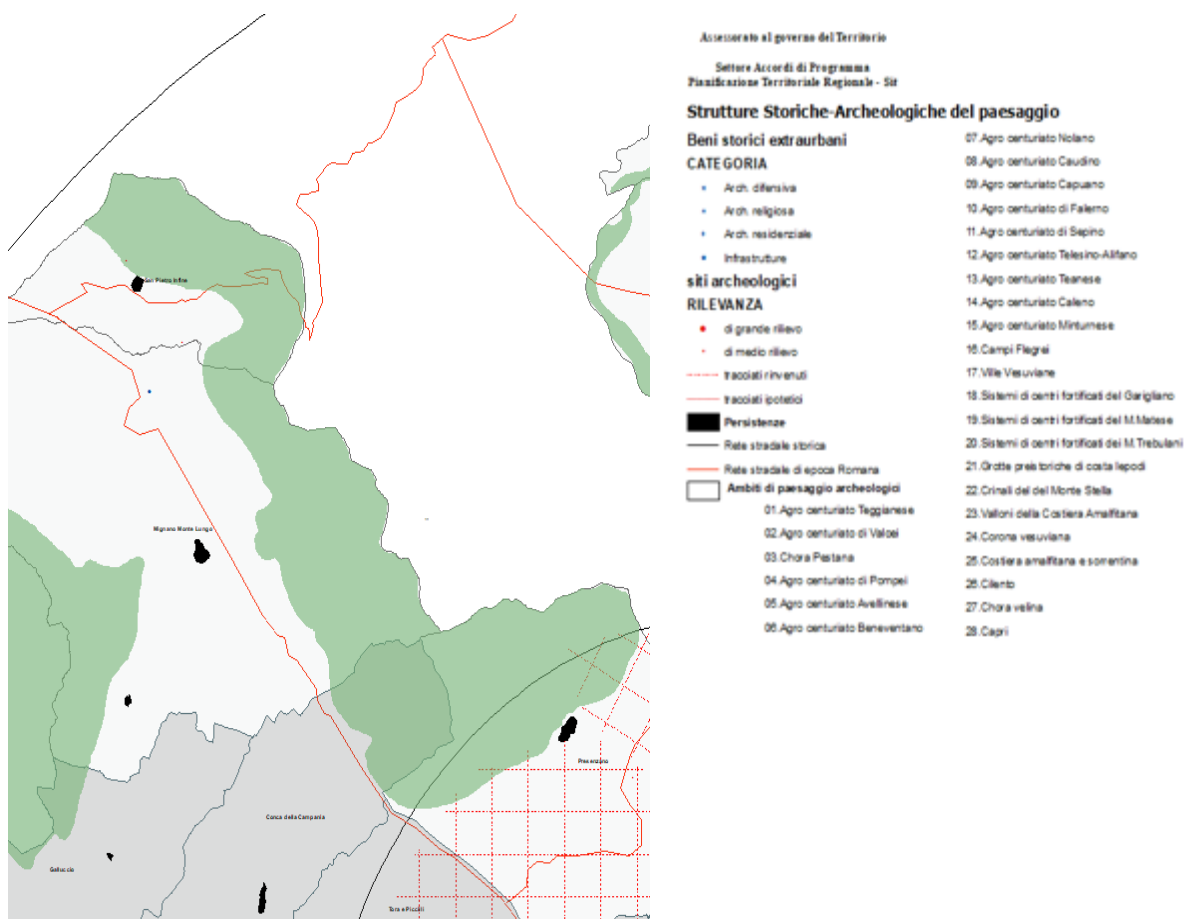 San Pietro Infine
Mignano Monte Lungo
Presenzano
Conca della Campania
Galluccio
Tora e Piccilli
Assessorato al governo del Territorio
Settore Accordi di Programma
Pianificazione Territoriale Regionale - Sit
Strutture Storiche-Archeologiche del paesaggio
Beni storici extraurbani
CATEGORIA
Arch. difensiva
Arch. religiosa
Arch. residenziale
Infrastrutture
siti archeologici
RILEVANZA
di grande rilievo
di medio rilievo
tracciati rinvenuti
tracciati ipotetici
Persistenze
Rete stradale storica
Rete stradale di epoca Romana
Ambiti di paesaggio archeologici
01.Agro centuriato Teggianese
02.Agro centuriato di Valcei
03.Chora Pestana
04.Agro centuriato di Pompei
05.Agro centuriato Avellinese
06.Agro centuriato Beneventano
07.Agro centuriato Nolano
08.Agro centuriato Caudino
09.Agro centuriato Capuano
10.Agro centuriato di Falerno
11.Agro centuriato di Sepino
12.Agro centuriato Telesino-Alifano
13.Agro centuriato Teanese
14.Agro centuriato Caleno
15.Agro centuriato Minturnese
16.Campi Flegrei
17.Ville Vesuviane
18.Sistemi di centri fortificati del Garigliano
19.Sistemi di centri fortificati del M.Matese
20.Sistemi di centri fortificati dei M.Trebulani
21.Grotte preistoriche di costa lepodi
22.Crinali del del Monte Stella
23.Valloni della Costiera Amalfitana
24.Corona vesuviana
25.Costiera amalfitana e sorrentina
26.Cilento
27.Chora velina
28.Capri